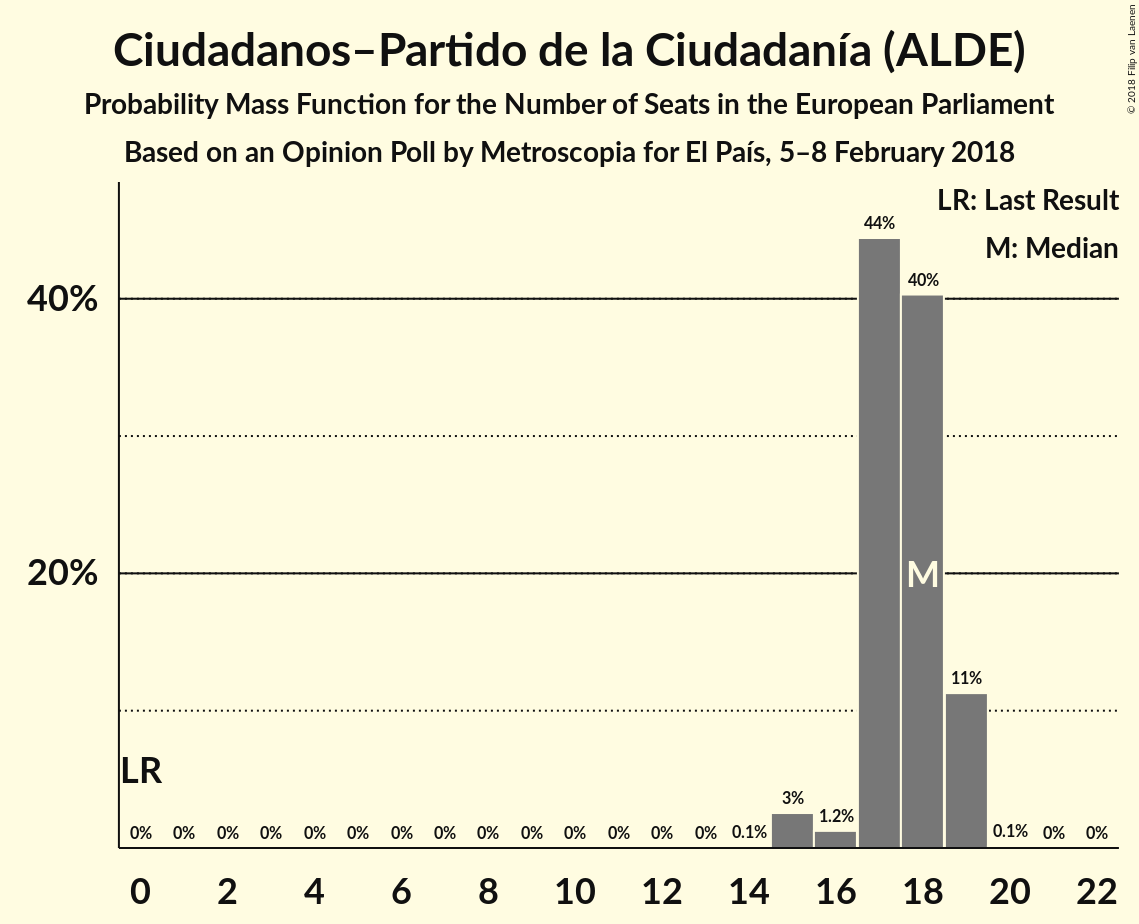 Ciudadanos–Partido de la Ciudadanía (ALDE)
Probability Mass Function for the Number of Seats in the European Parliament
Based on an Opinion Poll by Metroscopia for El País, 5–8 February 2018
© 2018 Filip van Laenen
LR: Last Result
M: Median
44%
40%
40%
20%
M
11%
LR
3%
1.2%
0% 0% 0% 0% 0% 0% 0% 0% 0% 0% 0% 0% 0% 0% 0.1% 0.1% 0% 0%
0 2 4 6 8 10 12 14 16 18 20 22